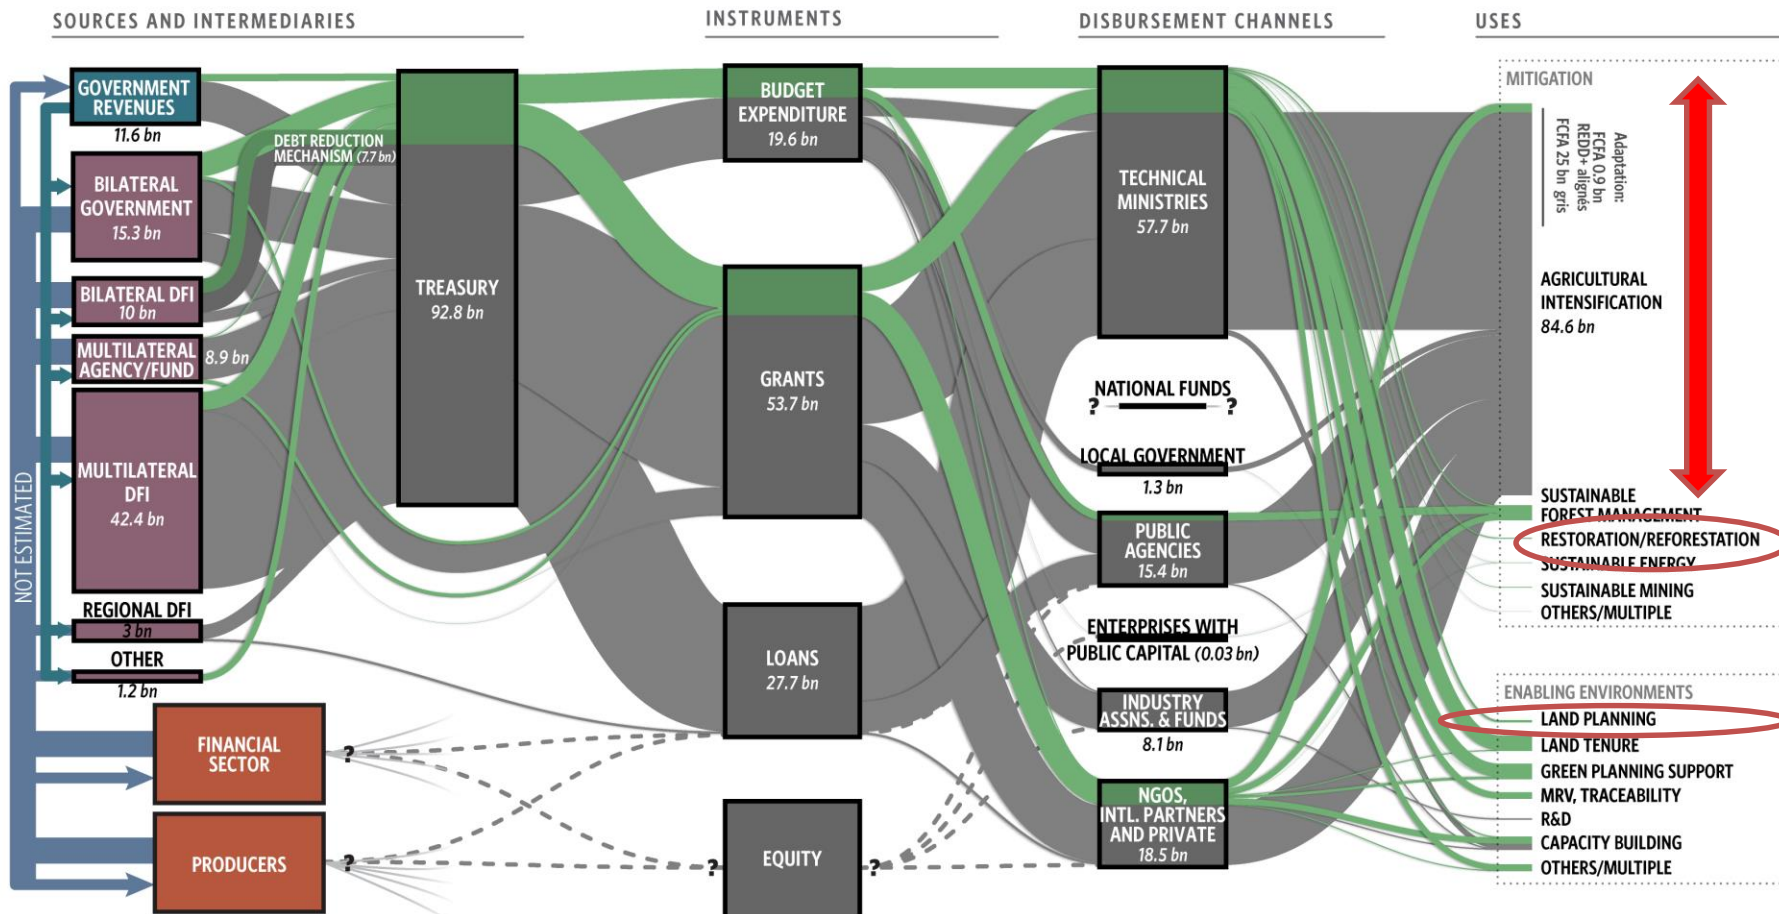 SOURCES AND INTERMEDIARIES
INSTRUMENTS
DISBURSEMENT CHANNELS
USES
GOVERNMENT
REVENUES
11.6 bn
BILATERAL
GOVERNMENT
15.3 bn
BILATERAL DFI
10 bn
MULTILATERAL
AGENCY/FUND
8.9 bn
MULTILATERAL
DFI
42.4 bn
REGIONAL DFI
3 bn
OTHER
1.2 bn
NOT ESTIMATED
FINANCIAL
SECTOR
?
PRODUCERS
?
DEBT REDUCTION
MECHANISM (7.7 bn)
TREASURY
92.8 bn
BUDGET
EXPENDITURE
19.6 bn
GRANTS
53.7 bn
LOANS
27.7 bn
? EQUITY ?
TECHNICAL
MINISTRIES
57.7 bn
NATIONAL FUNDS
? ?
LOCAL GOVERNMENT
1.3 bn
PUBLIC
AGENCIES
15.4 bn
ENTERPRISES WITH
PUBLIC CAPITAL (0.03 bn)
INDUSTRY
ASSNS. & FUNDS
8.1 bn
NGOS,
INTL. PARTNERS
AND PRIVATE
18.5 bn
MITIGATION
Adaptation:
FCFA 0.9 bn
REDD+ alignés
FCFA 25 bn gris
AGRICULTURAL
INTENSIFICATION
84.6 bn
SUSTAINABLE
FOREST MANAGEMENT
RESTORATION/REFORESTATION
SUSTAINABLE ENERGY
SUSTAINABLE MINING
OTHERS/MULTIPLE
ENABLING ENVIRONMENTS
LAND PLANNING
LAND TENURE
GREEN PLANNING SUPPORT
MRV, TRACEABILITY
R&D
CAPACITY BUILDING
OTHERS/MULTIPLE